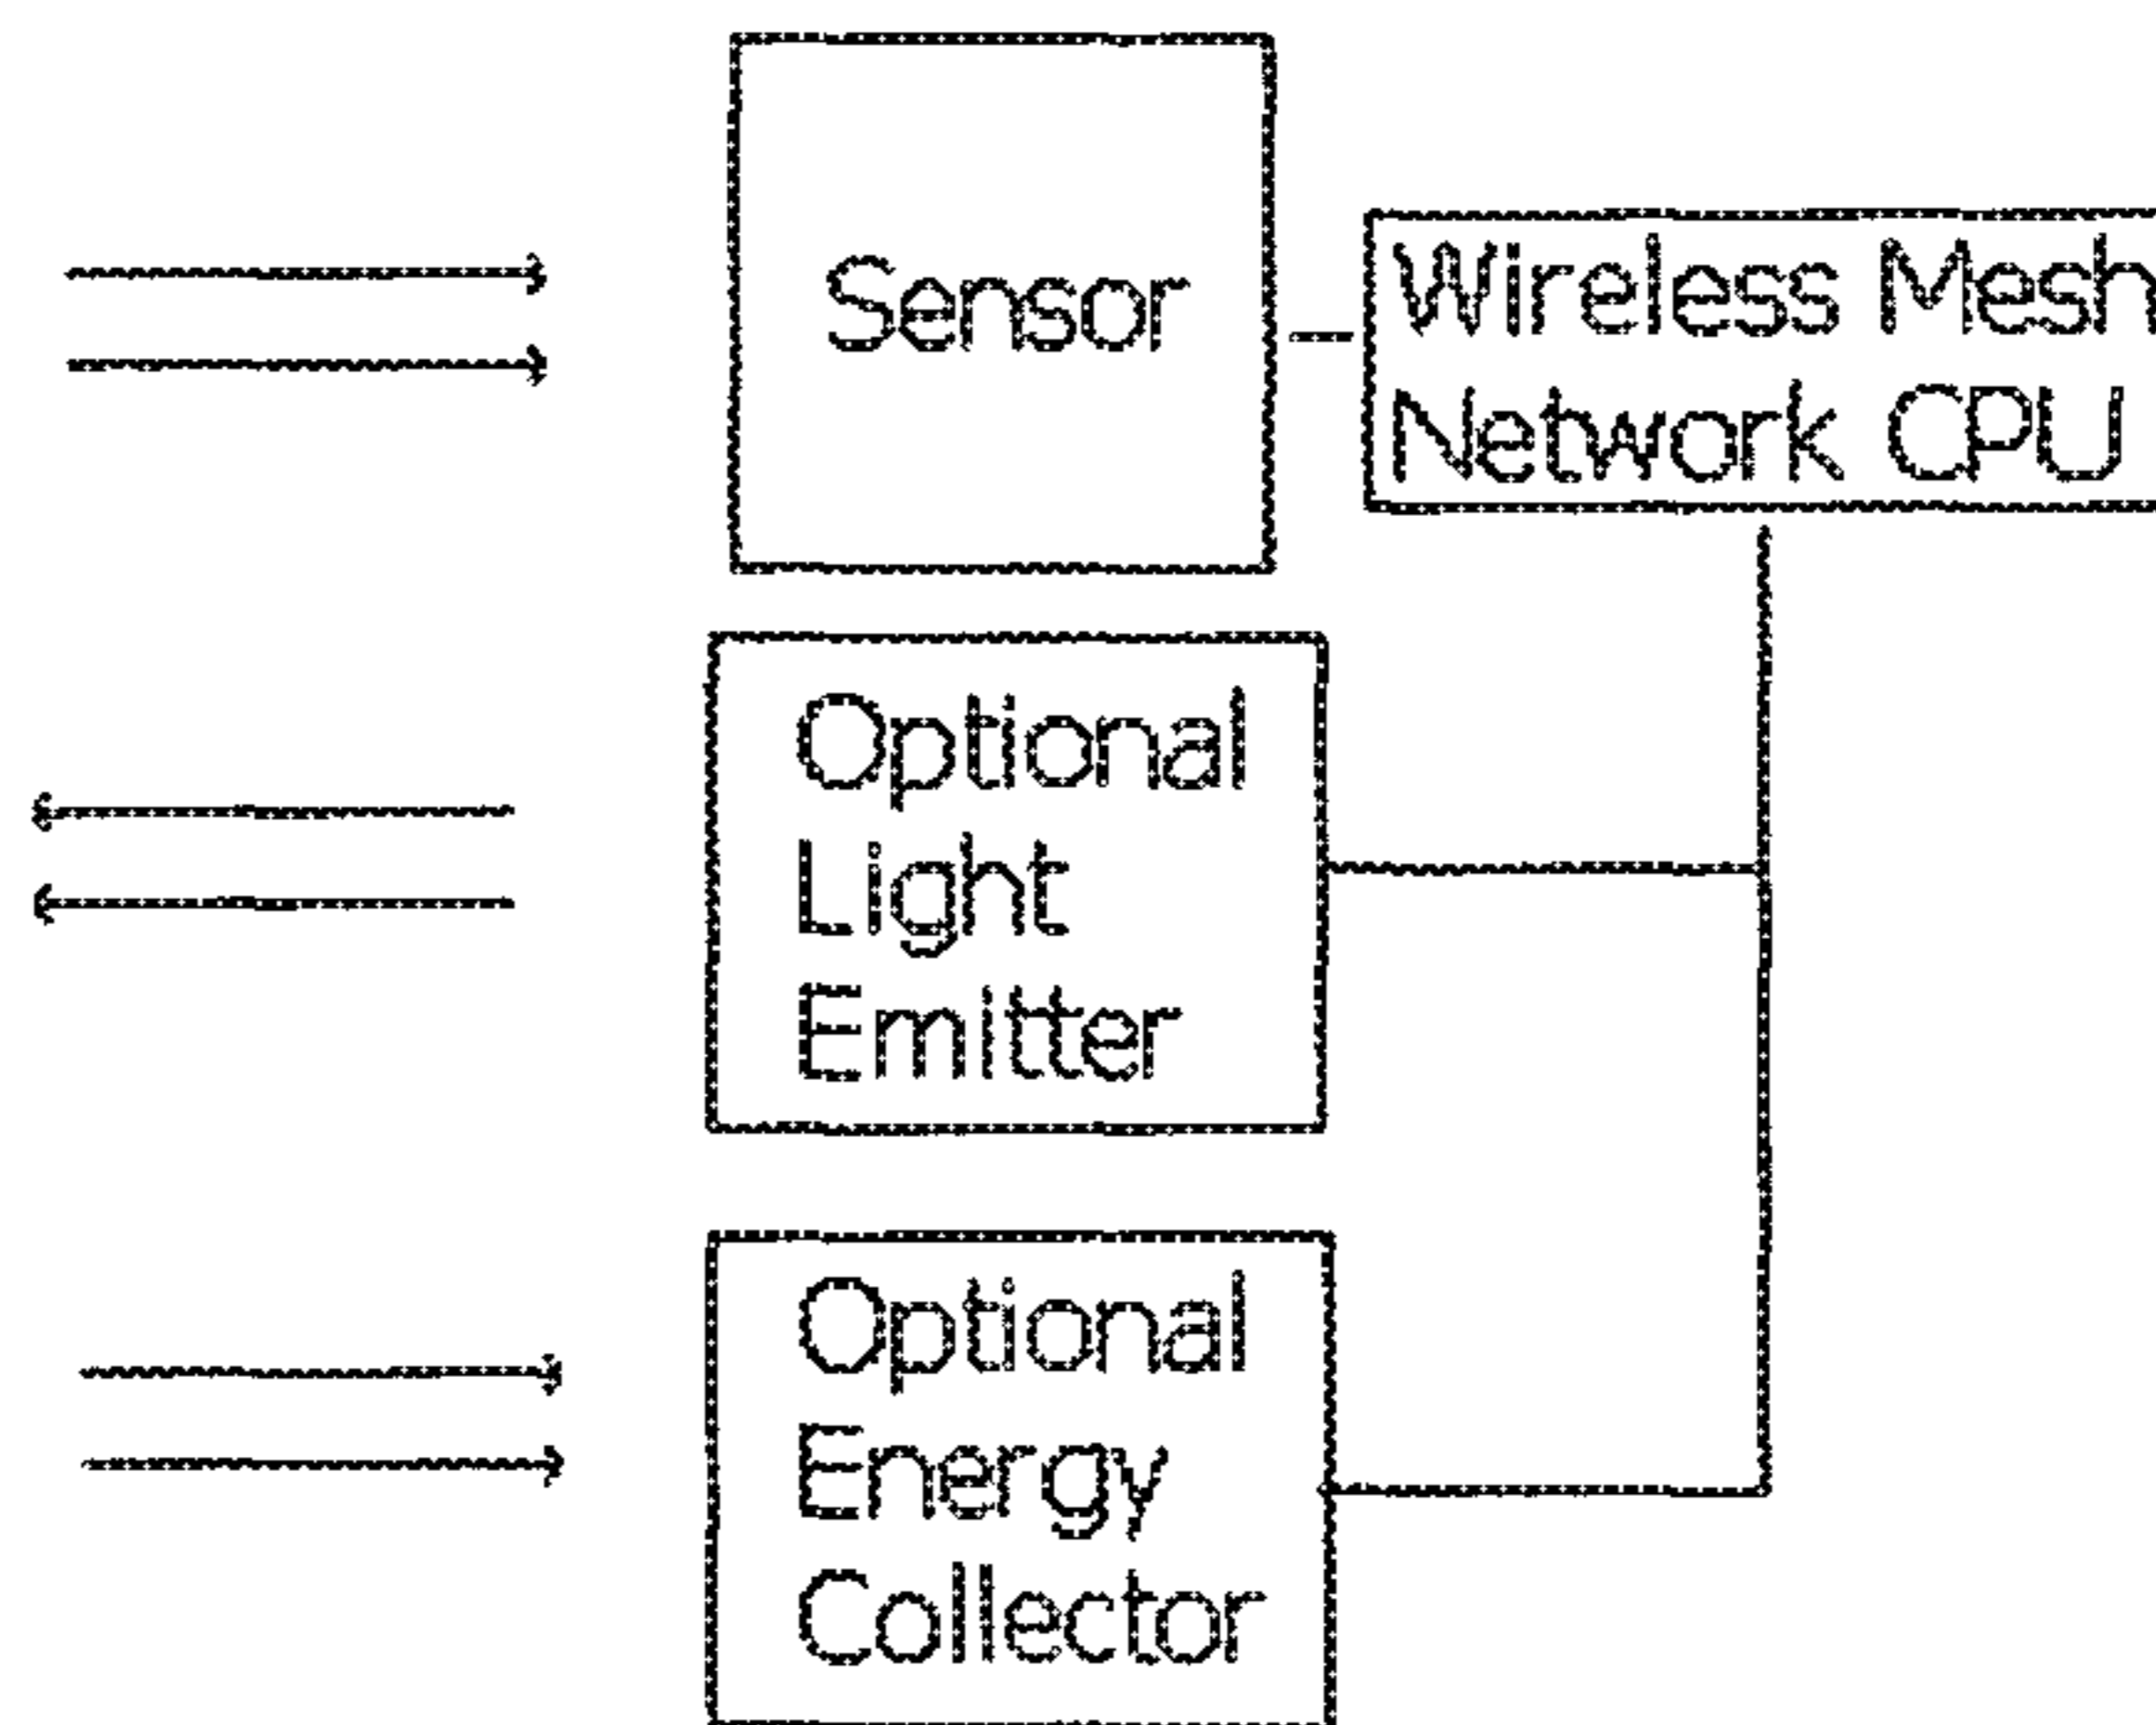 Sensor
Wireless Mesh
Network CPU
Optional
Light
Emitter
Optional
Energy
Collector